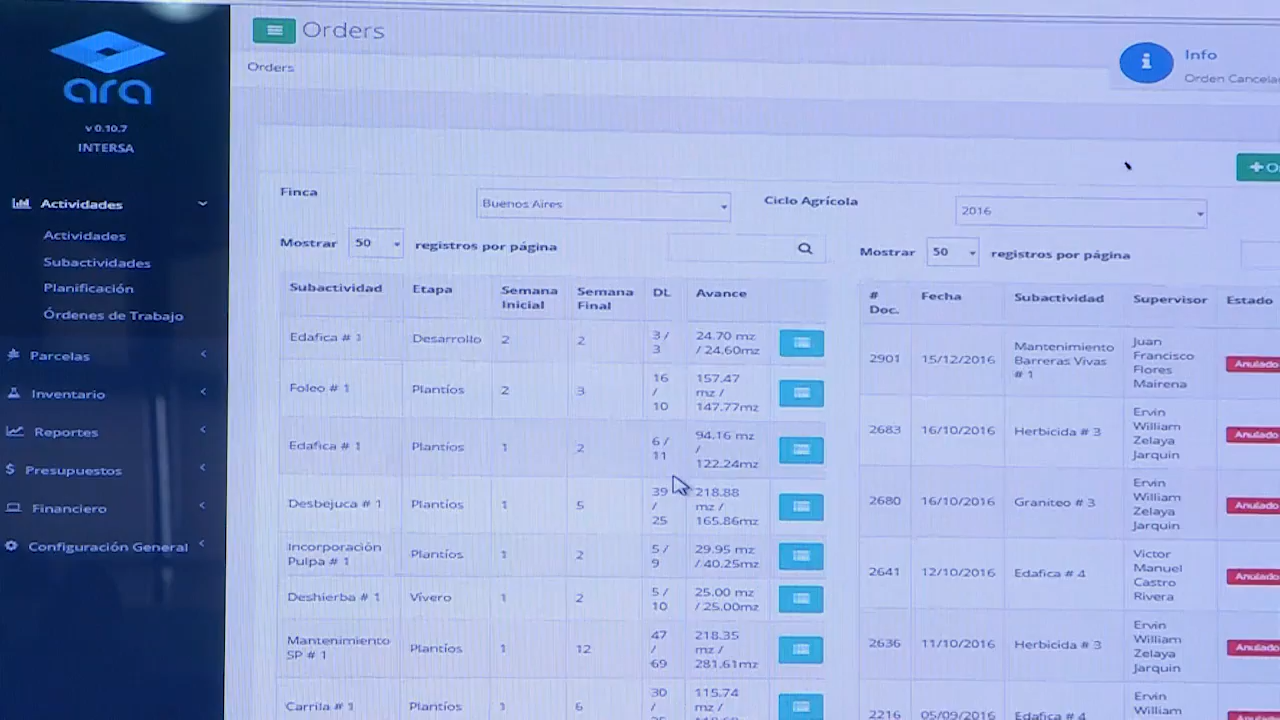 ara
v 0.10.7
INTERSA
Actividades
Actividades
Subactividades
Planificación
Órdenes de Trabajo
Parcelas
Inventario
Reportes
Presupuestos
Financiero
Configuración General
Orders
Orders
Info
Orden Cancela
Finca
Buenos Aires
Ciclo Agrícola
2016
Mostrar 50 registros por página
Subactividad Etapa Semana Inicial Semana Final DL Avance
Edafica # 1 Desarrollo 2 2 3 / 3 24.70 mz / 24.60mz
Foleo # 1 Plantíos 2 3 16 / 10 157.47 mz / 147.77mz
Edafica # 1 Plantíos 1 2 6 / 11 94.16 mz / 122.24mz
Desbejuca # 1 Plantíos 1 5 39 / 25 218.88 mz / 165.86mz
Incorporación Pulpa # 1 Plantíos 1 2 5 / 9 29.95 mz / 40.25mz
Deshierba # 1 Vivero 1 2 5 / 10 25.00 mz / 25.00mz
Mantenimiento SP # 1 Plantíos 1 12 47 / 69 218.35 mz / 281.61mz
Carrila # 1 Plantíos 1 6 30 / 115.74 mz /
Mostrar 50 registros por página
# Doc. Fecha Subactividad Supervisor Estado
2901 15/12/2016 Mantenimiento Barreras Vivas # 1 Juan Francisco Flores Mairena Anulado
2683 16/10/2016 Herbicida # 3 Ervin William Zelaya Jarquin Anulado
2680 16/10/2016 Graniteo # 3 Ervin William Zelaya Jarquin Anulado
2641 12/10/2016 Edafica # 4 Victor Manuel Castro Rivera Anulado
2636 11/10/2016 Herbicida # 3 Ervin William Zelaya Jarquin Anulado
2216 05/09/2016 Edafica # 4 Ervin William Anulado